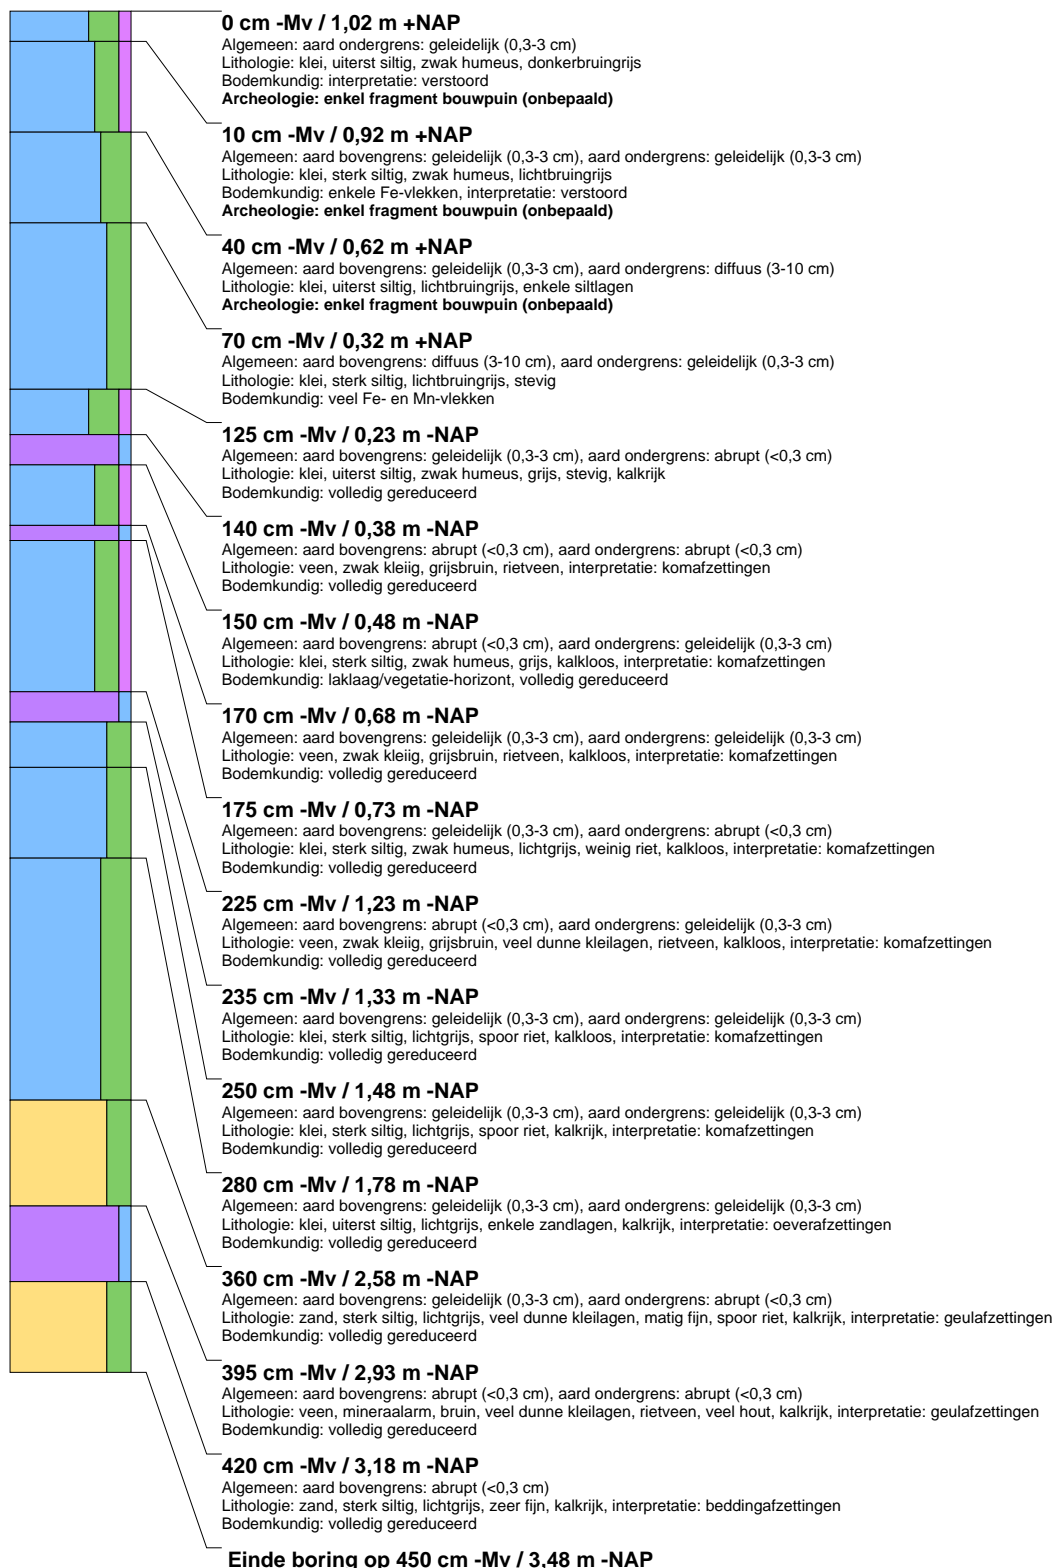 0 cm -Mv / 1,02 m +NAP
Algemeen: aard ondergrens: geleidelijk (0,3-3 cm)
Lithologie: klei, uiterst siltig, zwak humeus, donkerbruingrijs
Bodemkundig: interpretatie: verstoord
Archeologie: enkel fragment bouwpuin (onbepaald)
10 cm -Mv / 0,92 m +NAP
Algemeen: aard bovengrens: geleidelijk (0,3-3 cm), aard ondergrens: geleidelijk (0,3-3 cm)
Lithologie: klei, sterk siltig, zwak humeus, lichtbruingrijs
Bodemkundig: enkele Fe-vlekken, interpretatie: verstoord
Archeologie: enkel fragment bouwpuin (onbepaald)
40 cm -Mv / 0,62 m +NAP
Algemeen: aard bovengrens: geleidelijk (0,3-3 cm), aard ondergrens: diffuus (3-10 cm)
Lithologie: klei, uiterst siltig, lichtbruingrijs, enkele siltlagen
Archeologie: enkel fragment bouwpuin (onbepaald)
70 cm -Mv / 0,32 m +NAP
Algemeen: aard bovengrens: diffuus (3-10 cm), aard ondergrens: geleidelijk (0,3-3 cm)
Lithologie: klei, sterk siltig, lichtbruingrijs, stevig
Bodemkundig: veel Fe- en Mn-vlekken
125 cm -Mv / 0,23 m -NAP
Algemeen: aard bovengrens: geleidelijk (0,3-3 cm), aard ondergrens: abrupt (<0,3 cm)
Lithologie: klei, uiterst siltig, zwak humeus, grijs, stevig, kalkrijk
Bodemkundig: volledig gereduceerd
140 cm -Mv / 0,38 m -NAP
Algemeen: aard bovengrens: abrupt (<0,3 cm), aard ondergrens: abrupt (<0,3 cm)
Lithologie: veen, zwak kleiig, grijsbruin, rietveen, interpretatie: komafzettingen
Bodemkundig: volledig gereduceerd
150 cm -Mv / 0,48 m -NAP
Algemeen: aard bovengrens: abrupt (<0,3 cm), aard ondergrens: geleidelijk (0,3-3 cm)
Lithologie: klei, sterk siltig, zwak humeus, grijs, kalkloos, interpretatie: komafzettingen
Bodemkundig: laklaag/vegetatie-horizont, volledig gereduceerd
170 cm -Mv / 0,68 m -NAP
Algemeen: aard bovengrens: geleidelijk (0,3-3 cm), aard ondergrens: geleidelijk (0,3-3 cm)
Lithologie: veen, zwak kleiig, grijsbruin, rietveen, kalkloos, interpretatie: komafzettingen
Bodemkundig: volledig gereduceerd
175 cm -Mv / 0,73 m -NAP
Algemeen: aard bovengrens: geleidelijk (0,3-3 cm), aard ondergrens: abrupt (<0,3 cm)
Lithologie: klei, sterk siltig, zwak humeus, lichtgrijs, weinig riet, kalkloos, interpretatie: komafzettingen
Bodemkundig: volledig gereduceerd
225 cm -Mv / 1,23 m -NAP
Algemeen: aard bovengrens: abrupt (<0,3 cm), aard ondergrens: geleidelijk (0,3-3 cm)
Lithologie: veen, zwak kleiig, grijsbruin, veel dunne kleilagen, rietveen, kalkloos, interpretatie: komafzettingen
Bodemkundig: volledig gereduceerd
235 cm -Mv / 1,33 m -NAP
Algemeen: aard bovengrens: geleidelijk (0,3-3 cm), aard ondergrens: geleidelijk (0,3-3 cm)
Lithologie: klei, sterk siltig, lichtgrijs, spoor riet, kalkloos, interpretatie: komafzettingen
Bodemkundig: volledig gereduceerd
250 cm -Mv / 1,48 m -NAP
Algemeen: aard bovengrens: geleidelijk (0,3-3 cm), aard ondergrens: geleidelijk (0,3-3 cm)
Lithologie: klei, sterk siltig, lichtgrijs, spoor riet, kalkrijk, interpretatie: komafzettingen
Bodemkundig: volledig gereduceerd
280 cm -Mv / 1,78 m -NAP
Algemeen: aard bovengrens: geleidelijk (0,3-3 cm), aard ondergrens: geleidelijk (0,3-3 cm)
Lithologie: klei, uiterst siltig, lichtgrijs, enkele zandlagen, kalkrijk, interpretatie: oeverafzettingen
Bodemkundig: volledig gereduceerd
360 cm -Mv / 2,58 m -NAP
Algemeen: aard bovengrens: geleidelijk (0,3-3 cm), aard ondergrens: abrupt (<0,3 cm)
Lithologie: zand, sterk siltig, lichtgrijs, veel dunne kleilagen, matig fijn, spoor riet, kalkrijk, interpretatie: geulafzettingen
Bodemkundig: volledig gereduceerd
395 cm -Mv / 2,93 m -NAP
Algemeen: aard bovengrens: abrupt (<0,3 cm), aard ondergrens: abrupt (<0,3 cm)
Lithologie: veen, mineraalarm, bruin, veel dunne kleilagen, rietveen, veel hout, kalkrijk, interpretatie: geulafzettingen
Bodemkundig: volledig gereduceerd
420 cm -Mv / 3,18 m -NAP
Algemeen: aard bovengrens: abrupt (<0,3 cm)
Lithologie: zand, sterk siltig, lichtgrijs, zeer fijn, kalkrijk, interpretatie: beddingafzettingen
Bodemkundig: volledig gereduceerd
Einde boring op 450 cm -Mv / 3,48 m -NAP